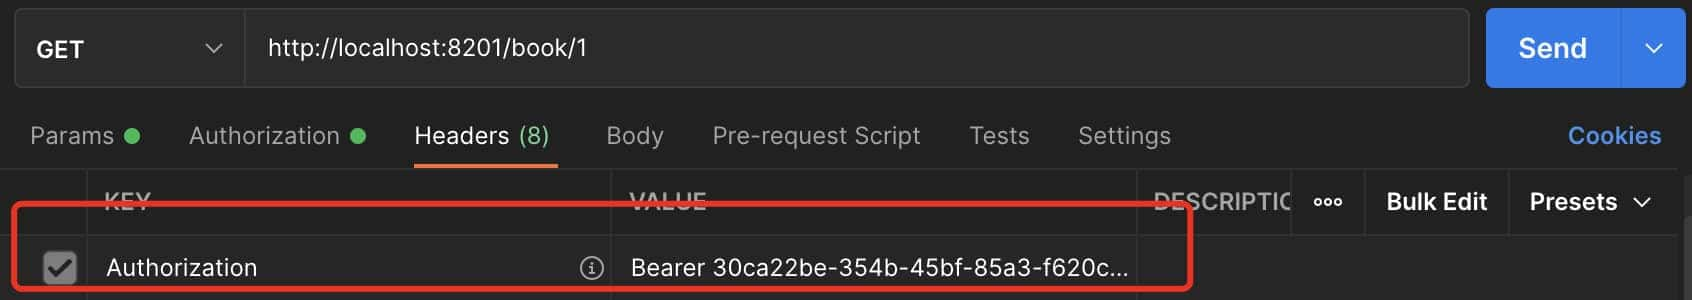 GET http://localhost:8201/book/1 Send
Params Authorization Headers (8) Body Pre-request Script Tests Settings Cookies
KEY VALUE DESCRIPTIO ooo Bulk Edit Presets
Authorization i Bearer 30ca22be-354b-45bf-85a3-f620c...